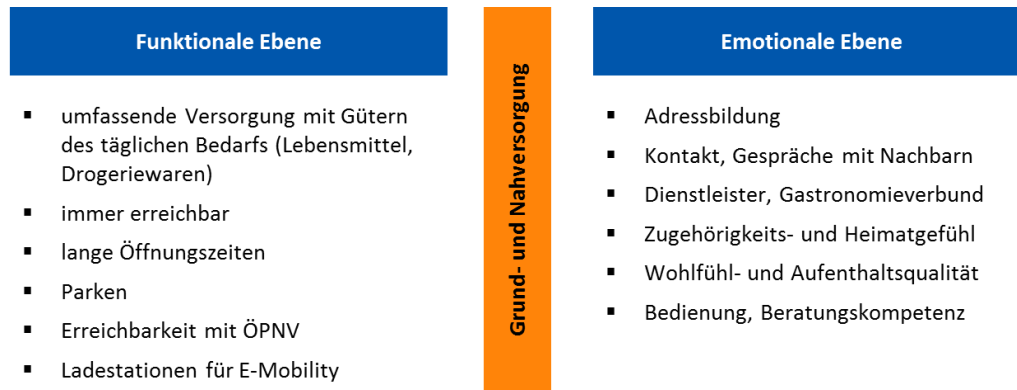 Funktionale Ebene
▪ umfassende Versorgung mit Gütern
des täglichen Bedarfs (Lebensmittel,
Drogeriewaren)
▪ immer erreichbar
▪ lange Öffnungszeiten
▪ Parken
▪ Erreichbarkeit mit ÖPNV
▪ Ladestationen für E-Mobility
Grund- und Nahversorgung
Emotionale Ebene
▪ Adressbildung
▪ Kontakt, Gespräche mit Nachbarn
▪ Dienstleister, Gastronomieverbund
▪ Zugehörigkeits- und Heimatgefühl
▪ Wohlfühl- und Aufenthaltsqualität
▪ Bedienung, Beratungskompetenz